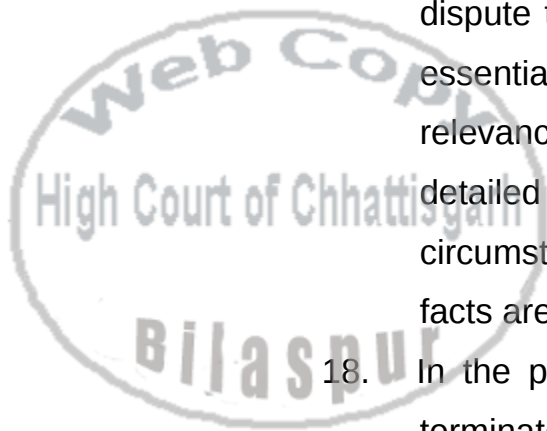 dispute
Web Copy
essentia
relevanc
High Court of Chhattisgarh
detailed
circumst
facts are
Bilaspur
18. In the p
terminat